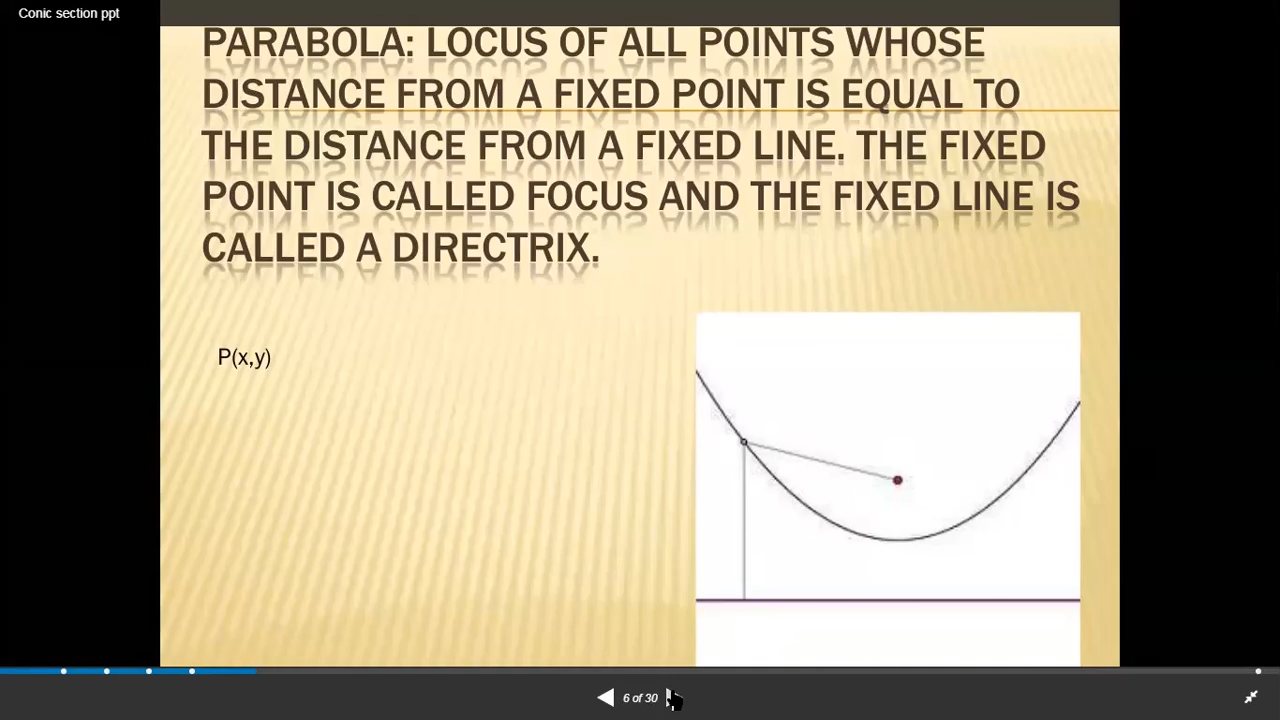 Conic section ppt
PARABOLA: LOCUS OF ALL POINTS WHOSE
DISTANCE FROM A FIXED POINT IS EQUAL TO
THE DISTANCE FROM A FIXED LINE. THE FIXED
POINT IS CALLED FOCUS AND THE FIXED LINE IS
CALLED A DIRECTRIX.
P(x,y)
6 of 30